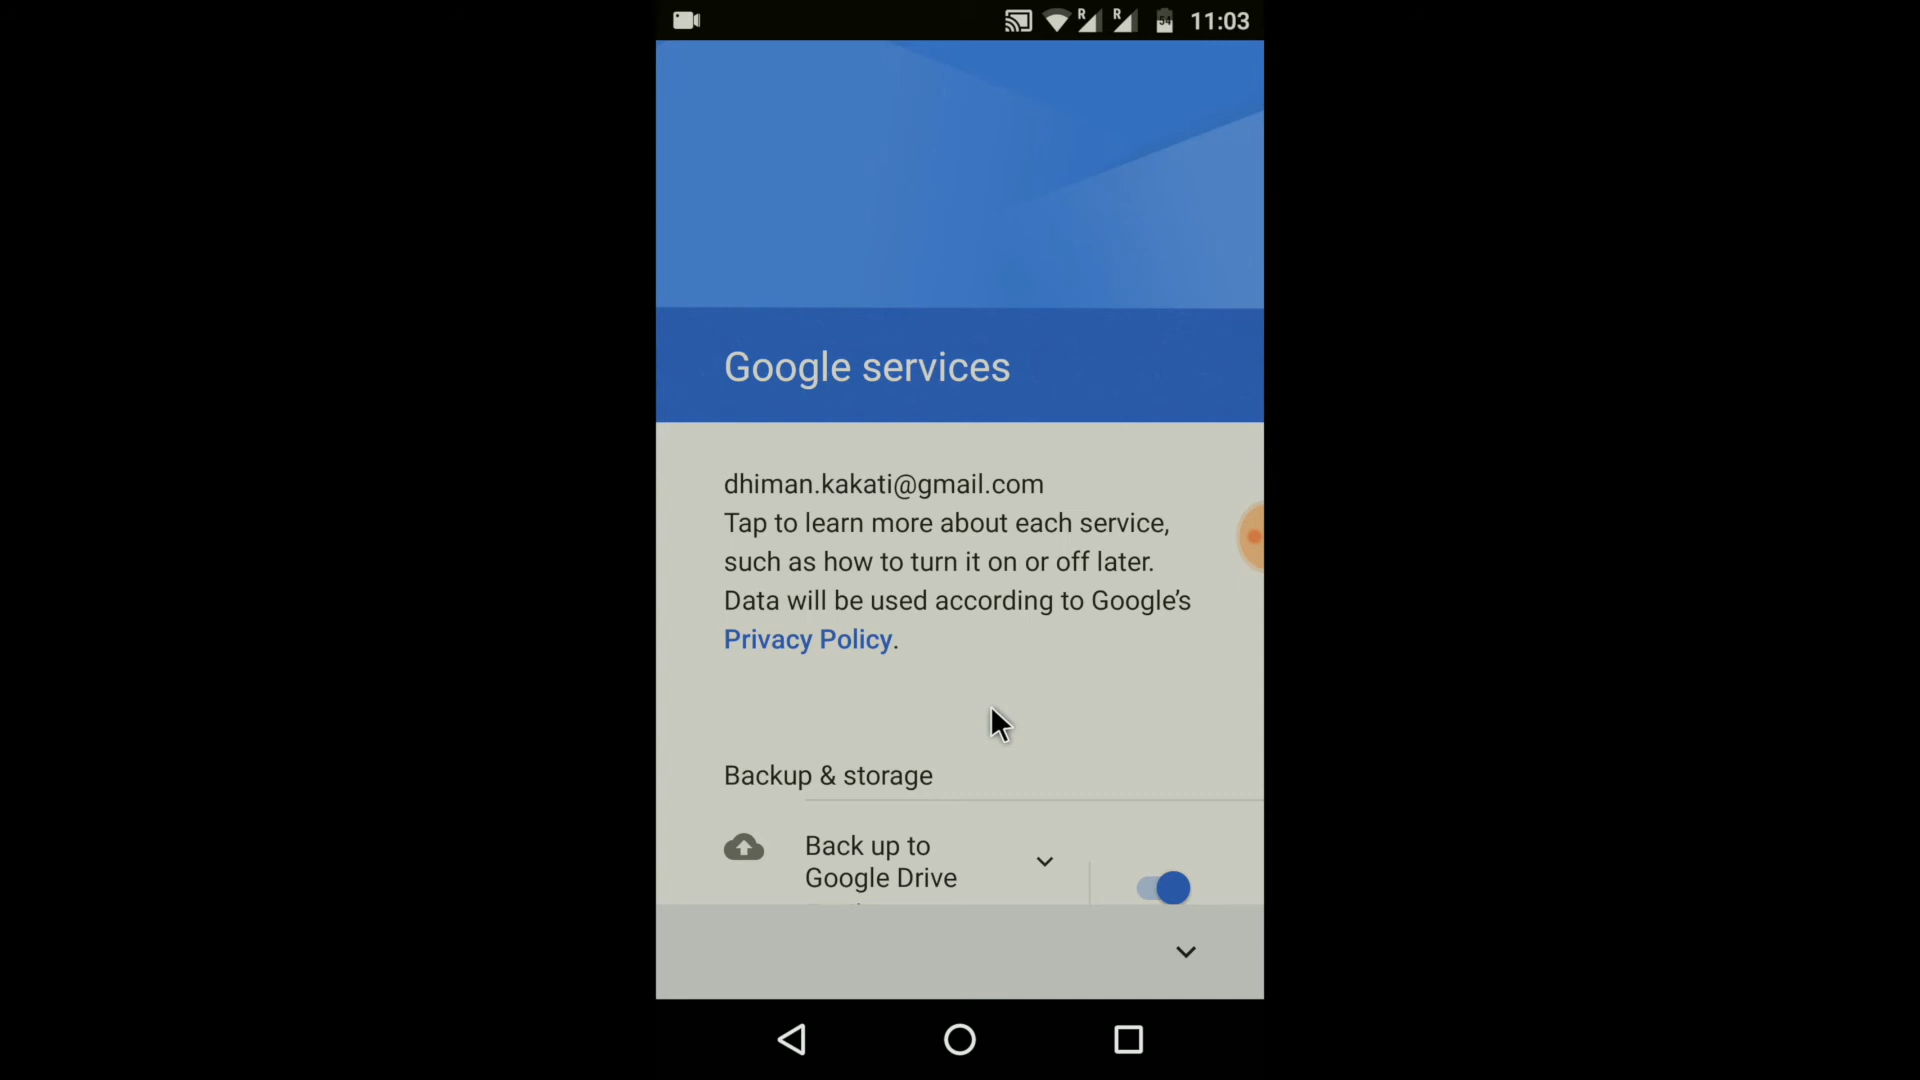 R R 54 11:03
Google services
dhiman.kakati@gmail.com
Tap to learn more about each service,
such as how to turn it on or off later.
Data will be used according to Google’s
Privacy Policy.
Backup & storage
Back up to
Google Drive